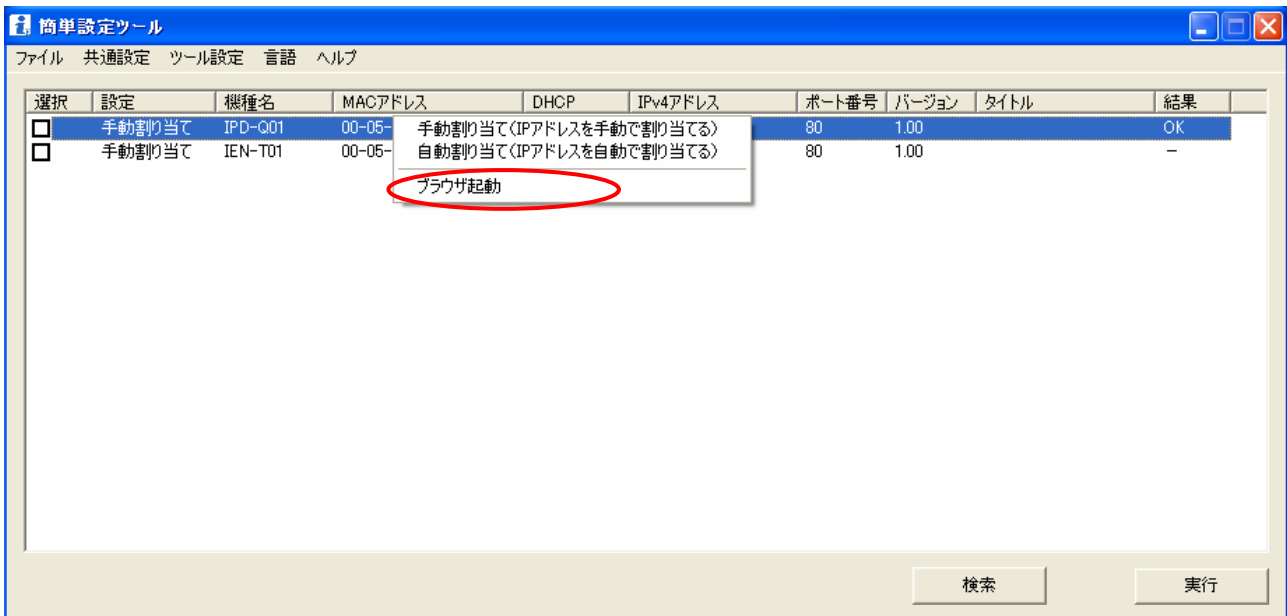 簡単設定ツール
ファイル 共通設定 ツール設定 言語 ヘルプ
選択 設定 機種名 MACアドレス DHCP IPv4アドレス ポート番号 バージョン タイトル 結果
手動割り当て IPD-Q01 00-05- 80 1.00 OK
手動割り当て IEN-T01 00-05- 80 1.00 －
手動割り当て(IPアドレスを手動で割り当てる)
自動割り当て(IPアドレスを自動で割り当てる)
ブラウザ起動
検索 実行